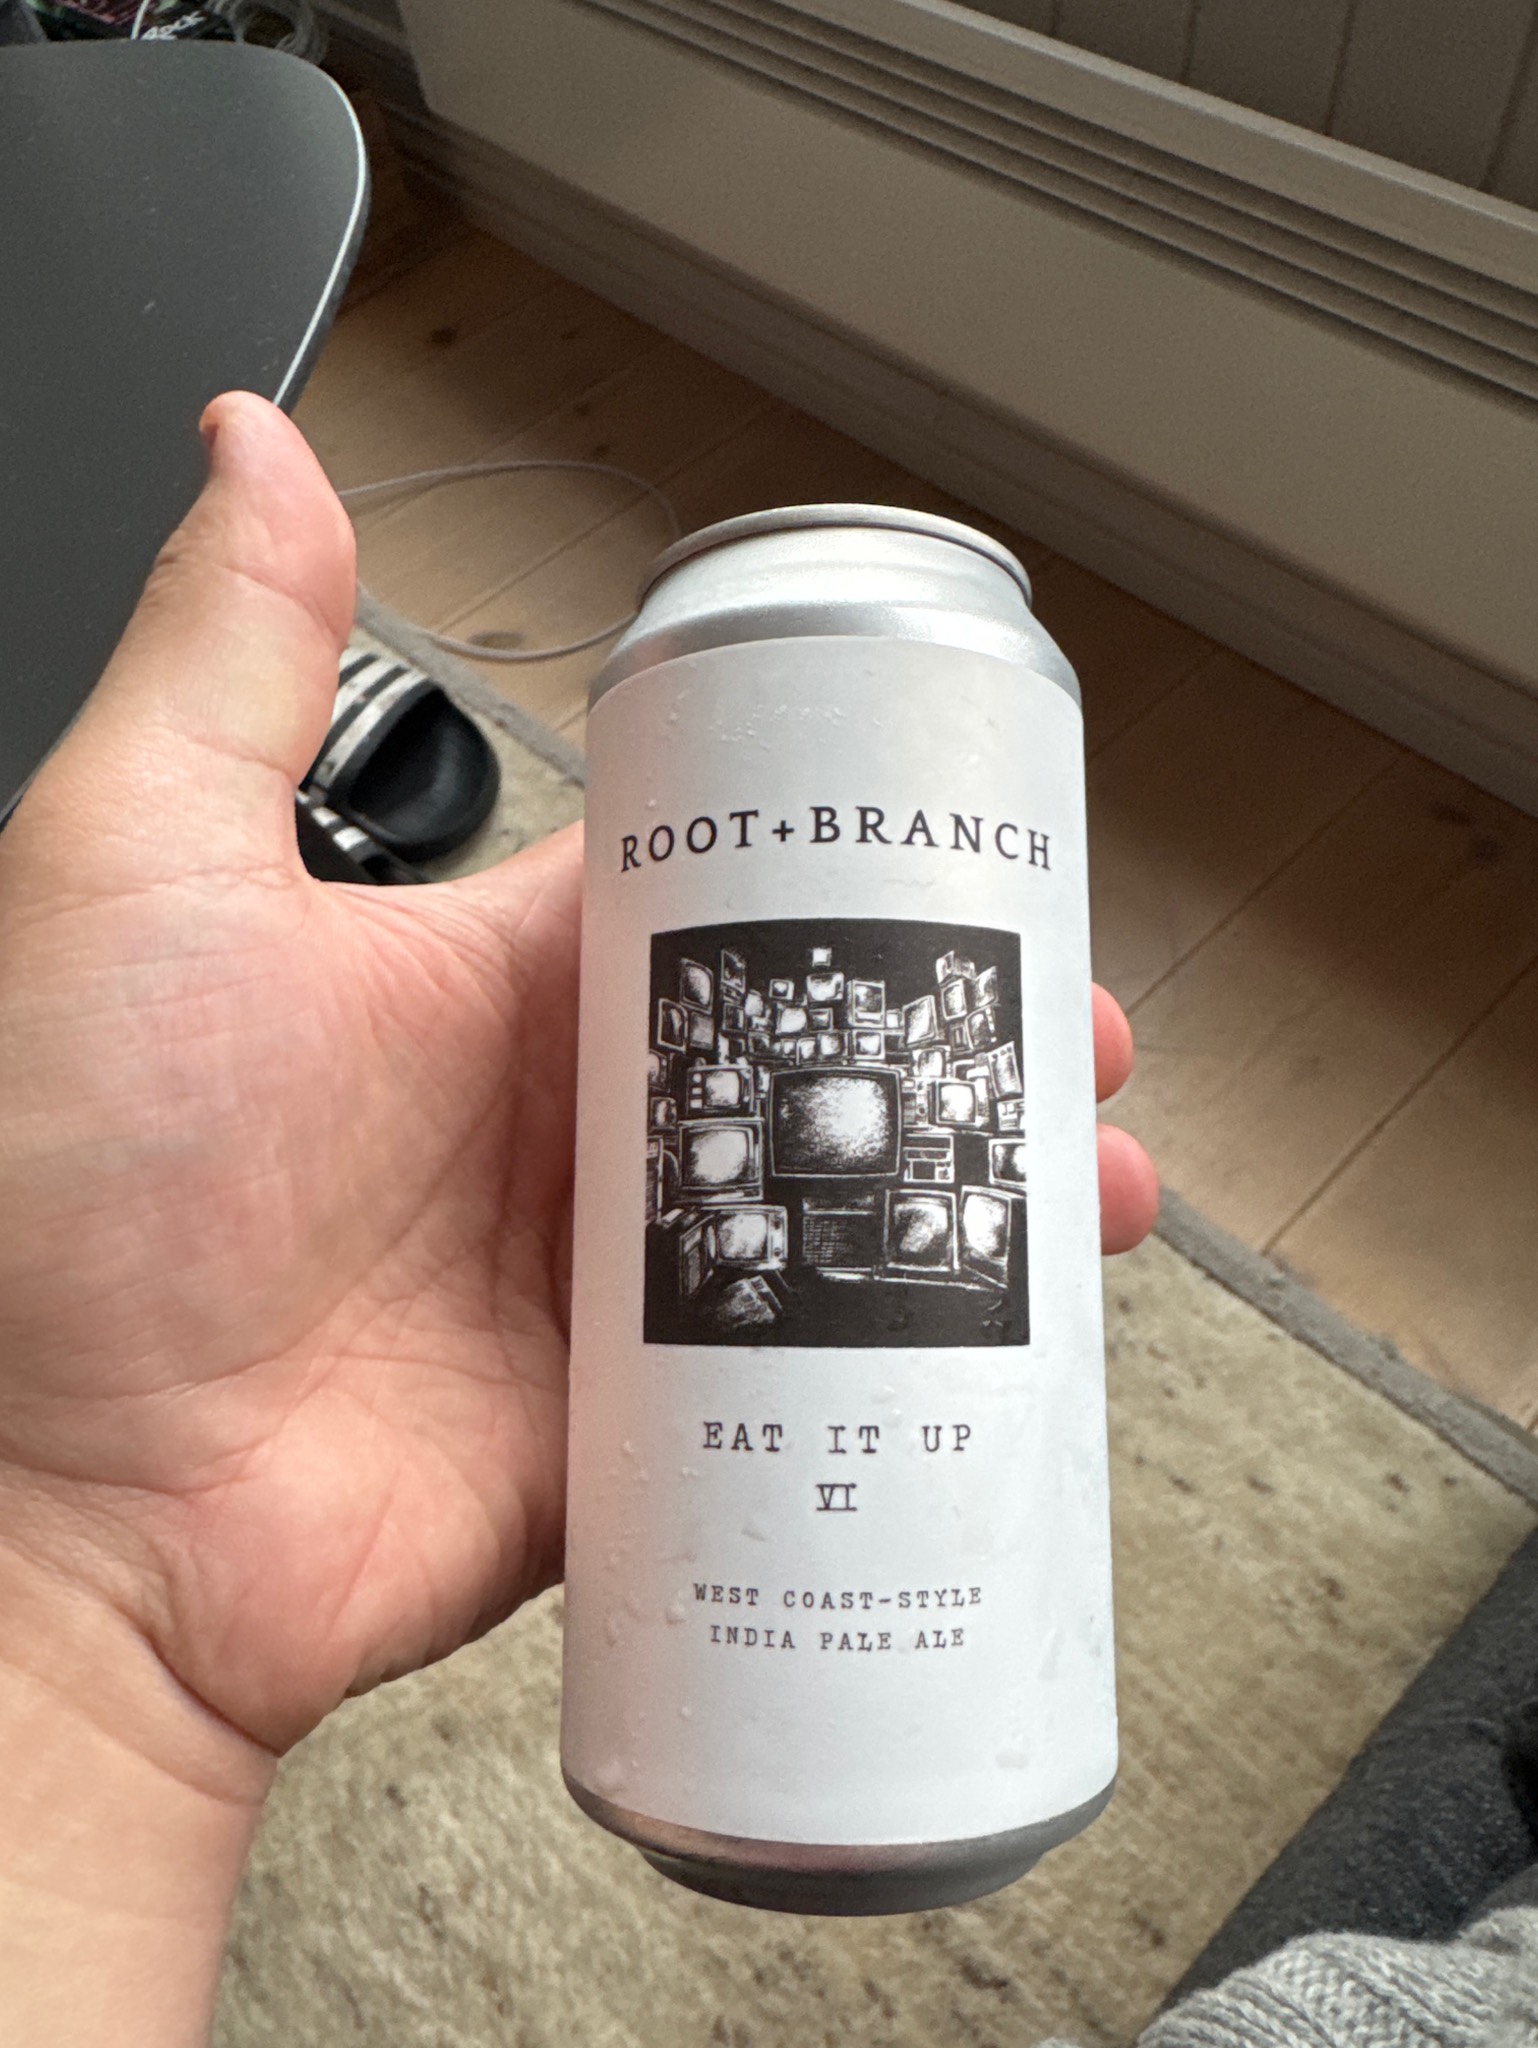 ROOT+BRANCH
EAT IT UP
VI
WEST COAST-STYLE
INDIA PALE ALE